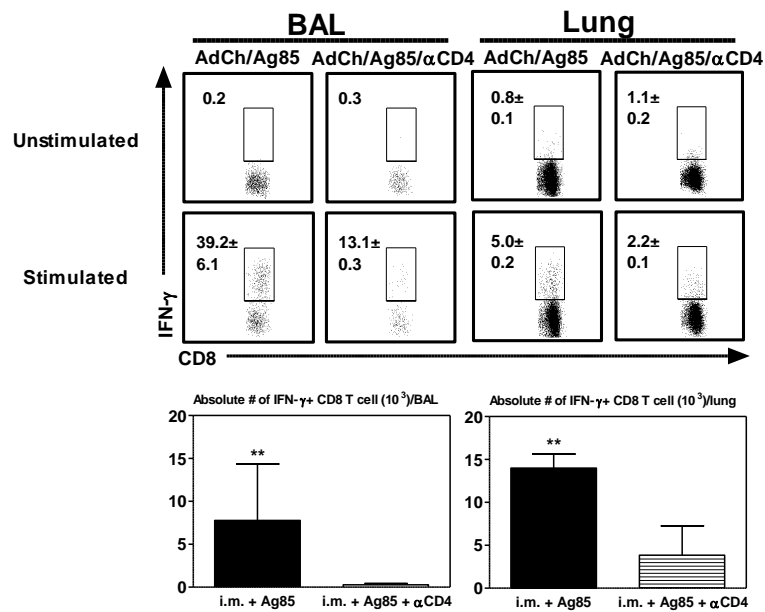 BAL Lung
AdCh/Ag85 AdCh/Ag85/αCD4 AdCh/Ag85 AdCh/Ag85/αCD4
Unstimulated
0.2
0.3
0.8±
0.1
1.1±
0.2
Stimulated
39.2±
6.1
13.1±
0.3
5.0±
0.2
2.2±
0.1
IFN-γ
CD8
Absolute # of IFN-γ+ CD8 T cell (10³)/BAL
20
15
10
5
0
**
i.m. + Ag85 i.m. + Ag85 + αCD4
Absolute # of IFN-γ+ CD8 T cell (10³)/lung
20
15
10
5
0
**
i.m. + Ag85 i.m. + Ag85 + αCD4